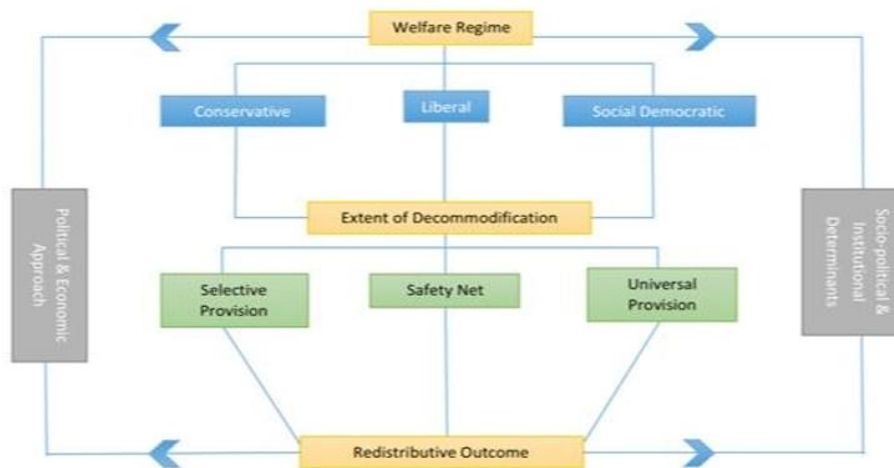 Welfare Regime
Conservative
Liberal
Social Democratic
Political & Economic
Approach
Socio-political &
Institutional
Determinants
Extent of Decommodification
Selective
Provision
Safety Net
Universal
Provision
Redistributive Outcome